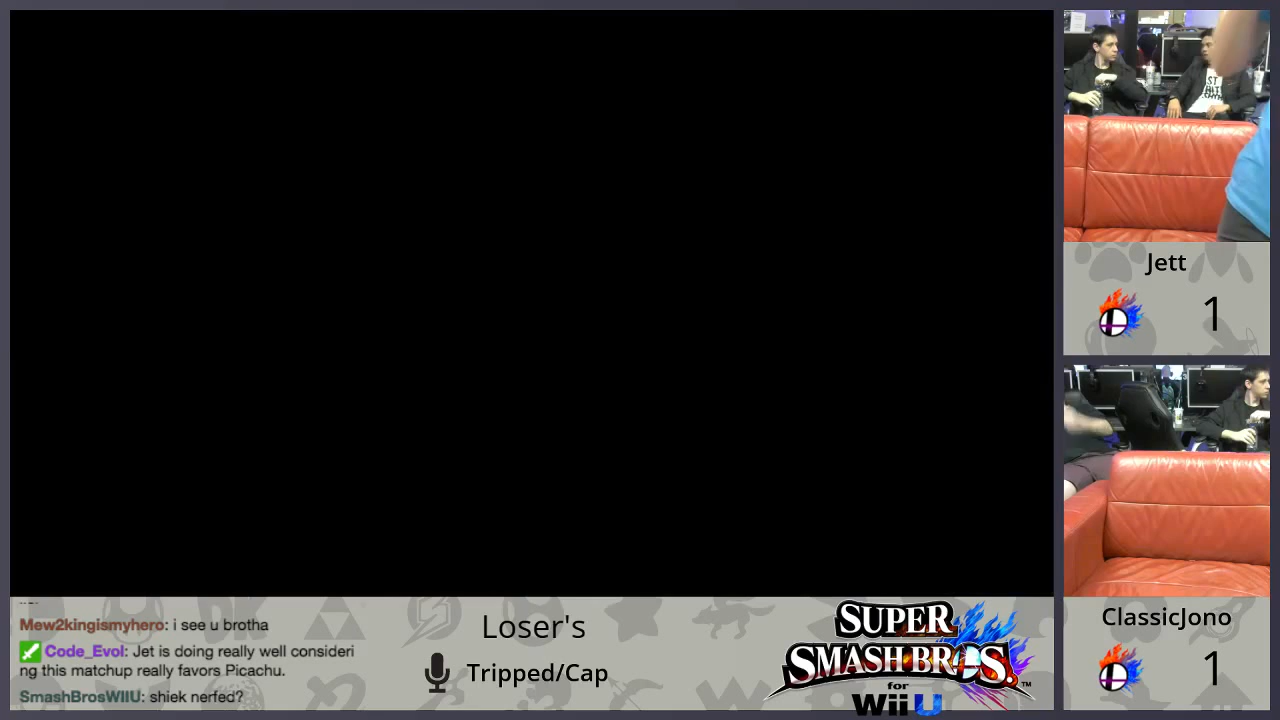 Jett
1
ClassicJono
1
Mew2kingismyhero: i see u brotha
Code_Evol: Jet is doing really well consideri
ng this matchup really favors Picachu.
SmashBrosWIIU: shiek nerfed?
Loser's
Tripped/Cap
SUPER
SMASH BROS.
for
Wii U
TM